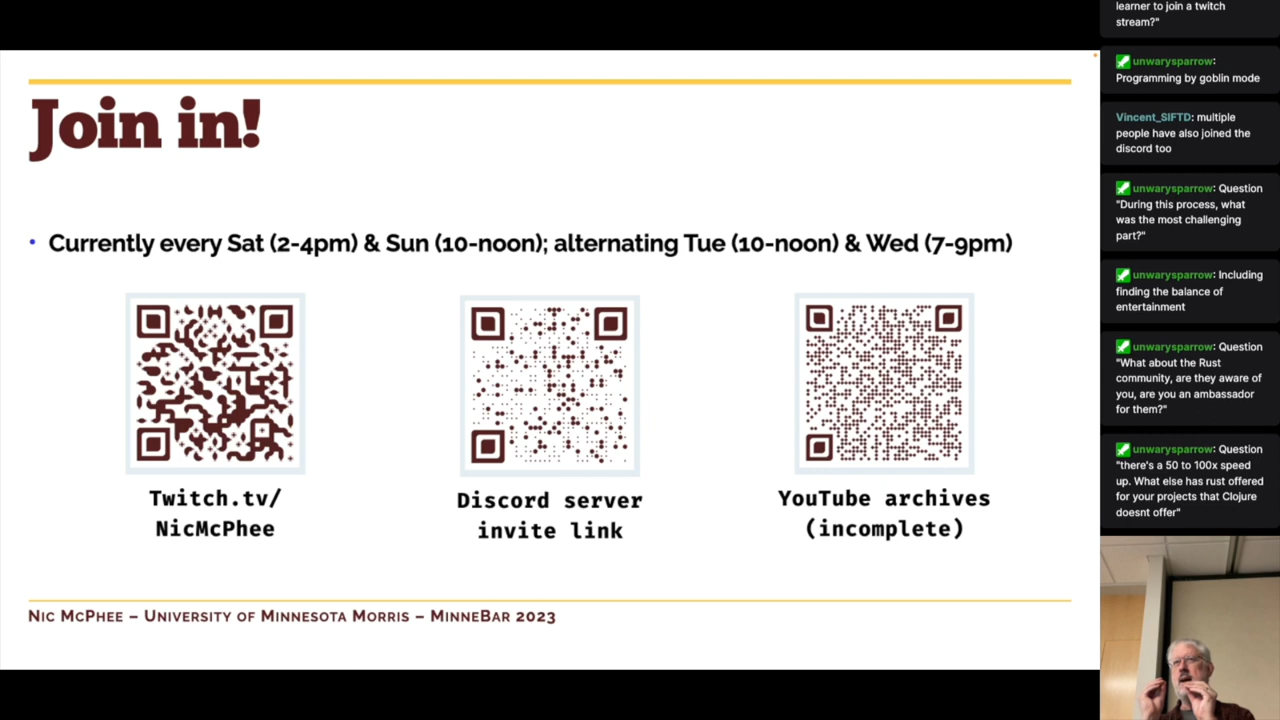 Join in!
• Currently every Sat (2-4pm) & Sun (10-noon); alternating Tue (10-noon) & Wed (7-9pm)
Twitch.tv/
NicMcPhee
Discord server
invite link
YouTube archives
(incomplete)
Nic McPhee – University of Minnesota Morris – MinneBar 2023
learner to join a twitch
stream?"
unwarysparrow:
Programming by goblin mode
Vincent_SIFTD: multiple
people have also joined the
discord too
unwarysparrow: Question
"During this process, what
was the most challenging
part?"
unwarysparrow: Including
finding the balance of
entertainment
unwarysparrow: Question
"What about the Rust
community, are they aware of
you, are you an ambassador
for them?"
unwarysparrow: Question
"there's a 50 to 100x speed
up. What else has rust offered
for your projects that Clojure
doesnt offer"